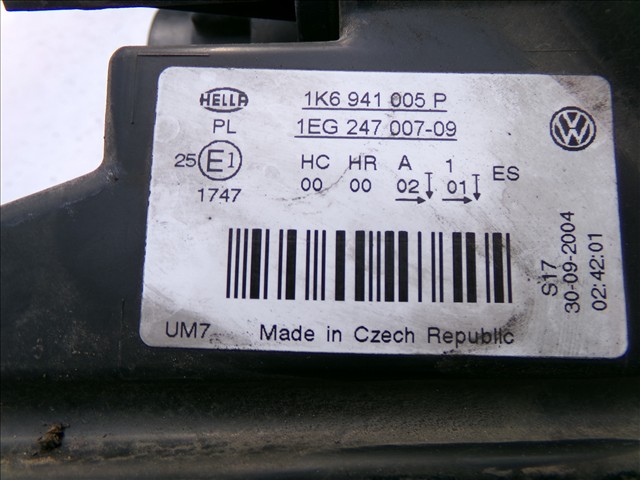 HELLA
1K6 941 005 P
1EG 247 007-09
PL
25 E1
1747
HC HR A 1 ES
00 00 02 01
UM7 Made in Czech Republic
S17
30-09-2004
02:42:01
VW